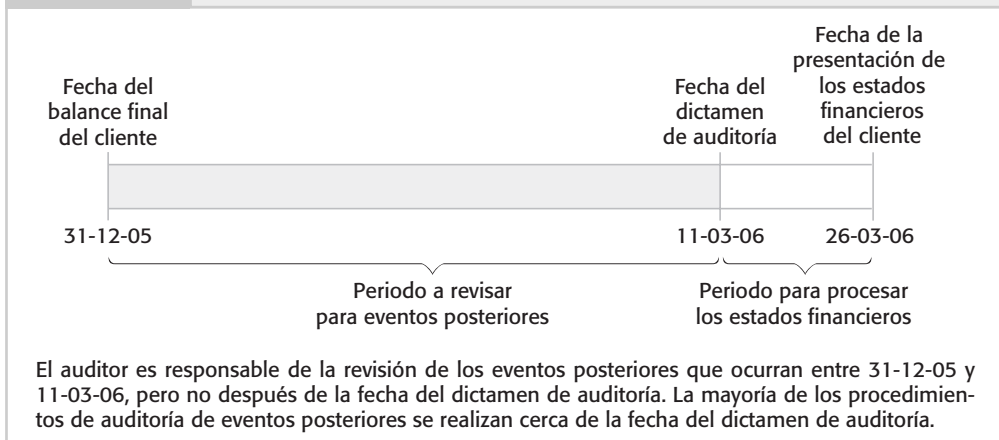 Fecha de la
presentación de
los estados
financieros
del cliente
Fecha del
balance final
del cliente
Fecha del
dictamen
de auditoría
31-12-05
11-03-06
26-03-06
Periodo a revisar
para eventos posteriores
Periodo para procesar
los estados financieros
El auditor es responsable de la revisión de los eventos posteriores que ocurran entre 31-12-05 y
11-03-06, pero no después de la fecha del dictamen de auditoría. La mayoría de los procedimien-
tos de auditoría de eventos posteriores se realizan cerca de la fecha del dictamen de auditoría.